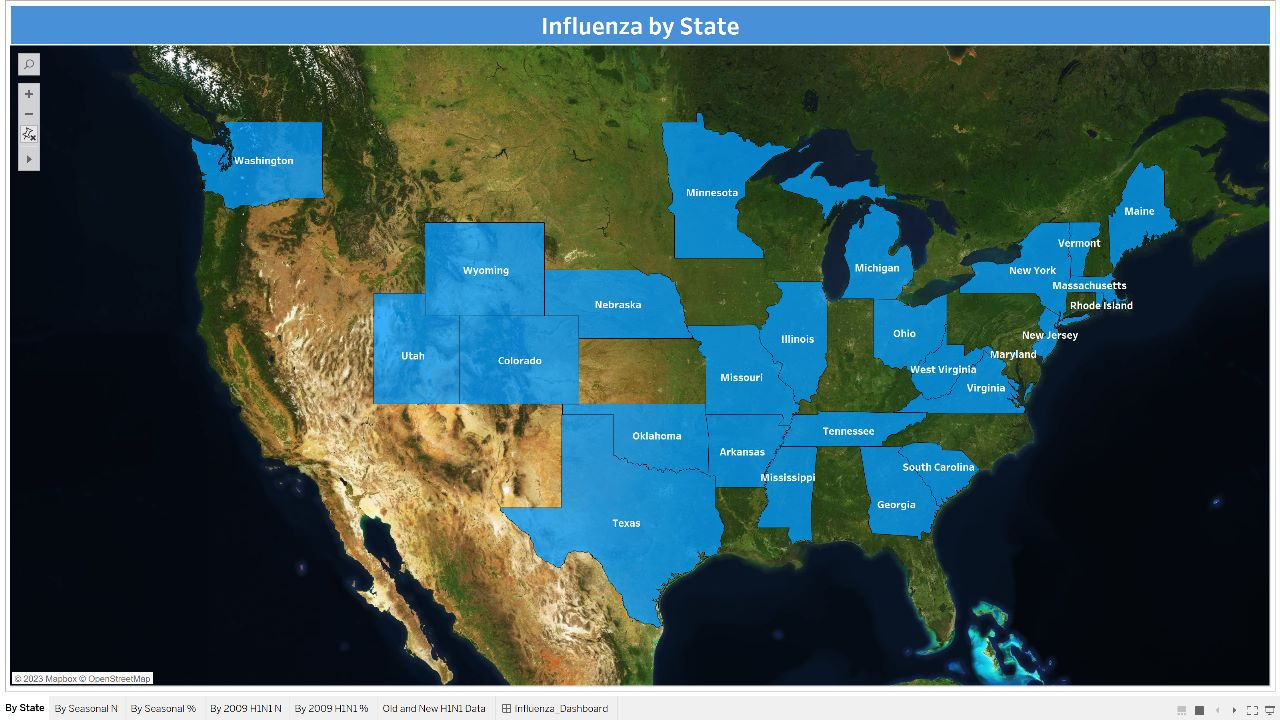 Influenza by State
Washington
Minnesota
Maine
Vermont
Wyoming
Michigan
New York
Massachusetts
Nebraska
Rhode Island
Illinois
Ohio
New Jersey
Utah
Colorado
Maryland
Missouri
West Virginia
Virginia
Oklahoma
Tennessee
Arkansas
South Carolina
Mississippi
Georgia
Texas
© 2023 Mapbox © OpenStreetMap
By State By Seasonal N By Seasonal % By 2009 H1N1 N By 2009 H1N1 % Old and New H1N1 Data Influenza_Dashboard